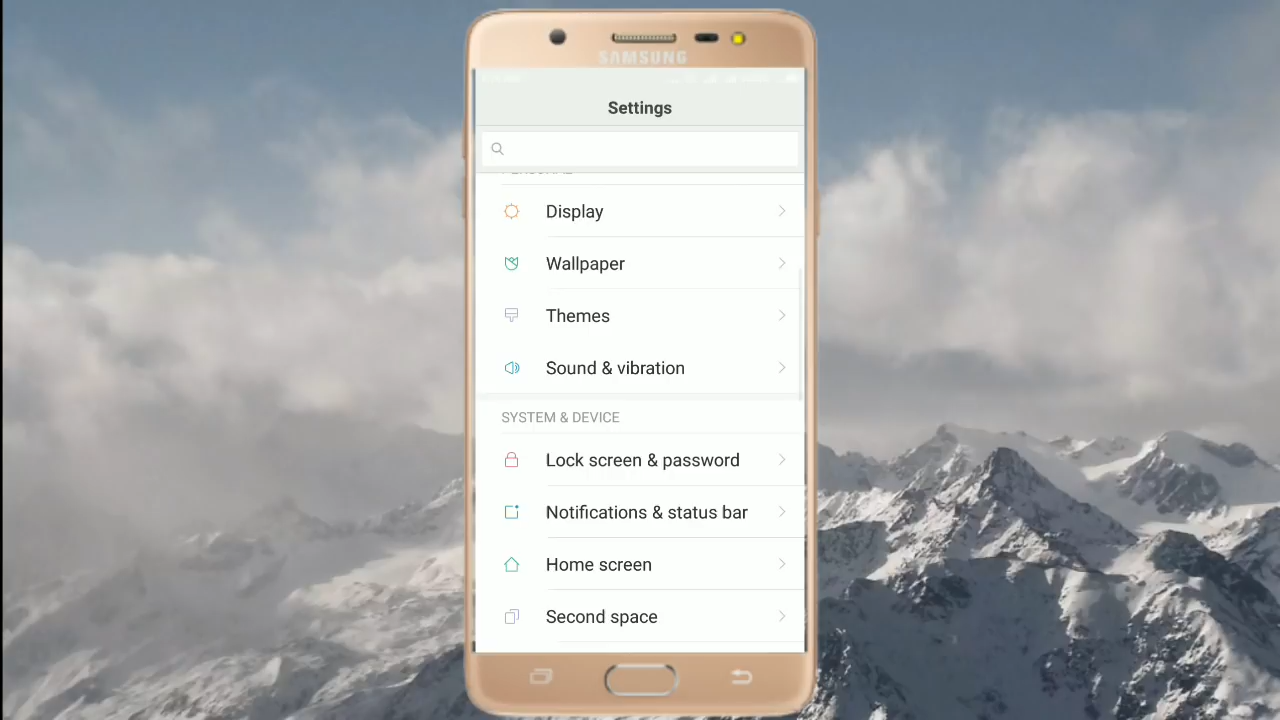 SAMSUNG
Settings
Display
Wallpaper
Themes
Sound & vibration
SYSTEM & DEVICE
Lock screen & password
Notifications & status bar
Home screen
Second space